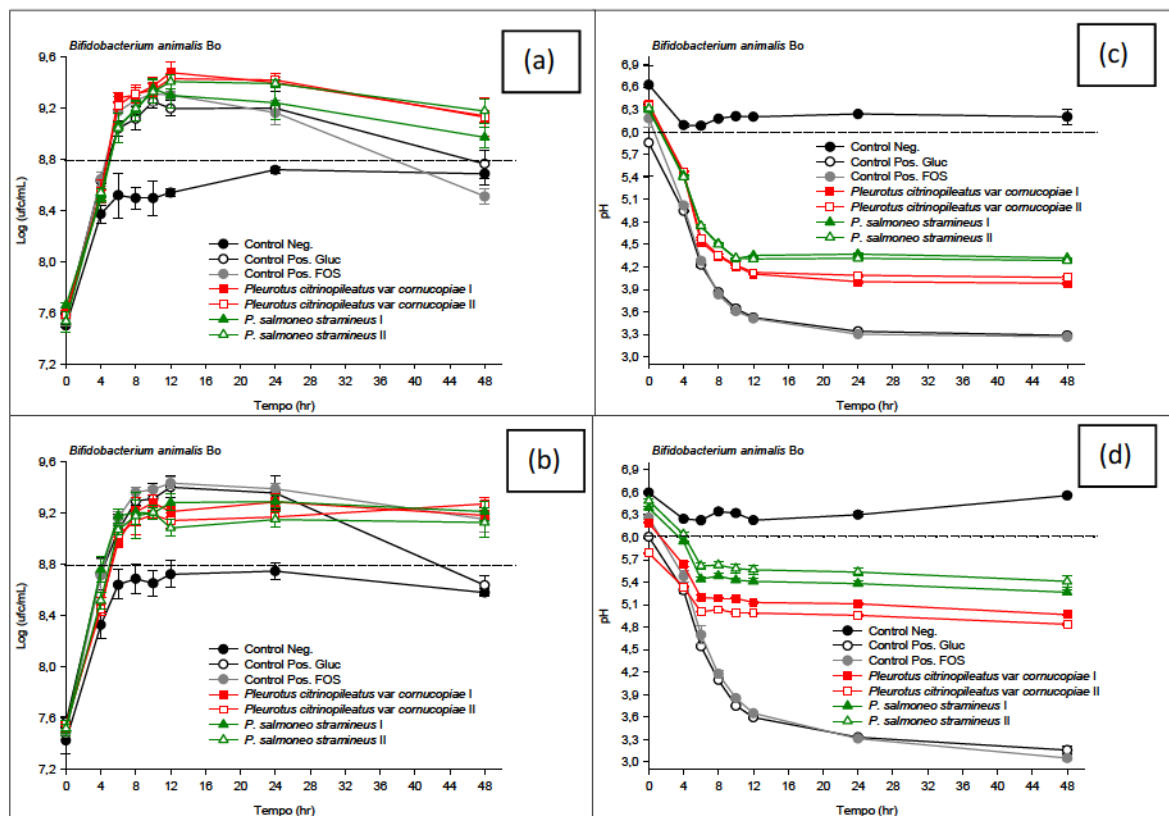 Bifidobacterium animalis Bo
(a)
9,6
9,2
8,8
8,4
8,0
7,6
7,2
Log (ufc/mL)
Control Neg.
Control Pos. Gluc
Control Pos. FOS
Pleurotus citrinopileatus var cornucopiae I
Pleurotus citrinopileatus var cornucopiae II
P. salmoneo stramineus I
P. salmoneo stramineus II
0 4 8 12 16 20 24 28 32 36 40 44 48
Tempo (hr)
Bifidobacterium animalis Bo
(c)
6,9
6,6
6,3
6,0
5,7
5,4
5,1
4,8
4,5
4,2
3,9
3,6
3,3
3,0
pH
Control Neg.
Control Pos. Gluc
Control Pos. FOS
Pleurotus citrinopileatus var cornucopiae I
Pleurotus citrinopileatus var cornucopiae II
P. salmoneo stramineus I
P. salmoneo stramineus II
0 4 8 12 16 20 24 28 32 36 40 44 48
Tempo (hr)
Bifidobacterium animalis Bo
(b)
9,6
9,2
8,8
8,4
8,0
7,6
7,2
Log (ufc/mL)
Control Neg.
Control Pos. Gluc
Control Pos. FOS
Pleurotus citrinopileatus var cornucopiae I
Pleurotus citrinopileatus var cornucopiae II
P. salmoneo stramineus I
P. salmoneo stramineus II
0 4 8 12 16 20 24 28 32 36 40 44 48
Tempo (hr)
Bifidobacterium animalis Bo
(d)
6,9
6,6
6,3
6,0
5,7
5,4
5,1
4,8
4,5
4,2
3,9
3,6
3,3
3,0
pH
Control Neg.
Control Pos. Gluc
Control Pos. FOS
Pleurotus citrinopileatus var cornucopiae I
Pleurotus citrinopileatus var cornucopiae II
P. salmoneo stramineus I
P. salmoneo stramineus II
0 4 8 12 16 20 24 28 32 36 40 44 48
Tempo (hr)